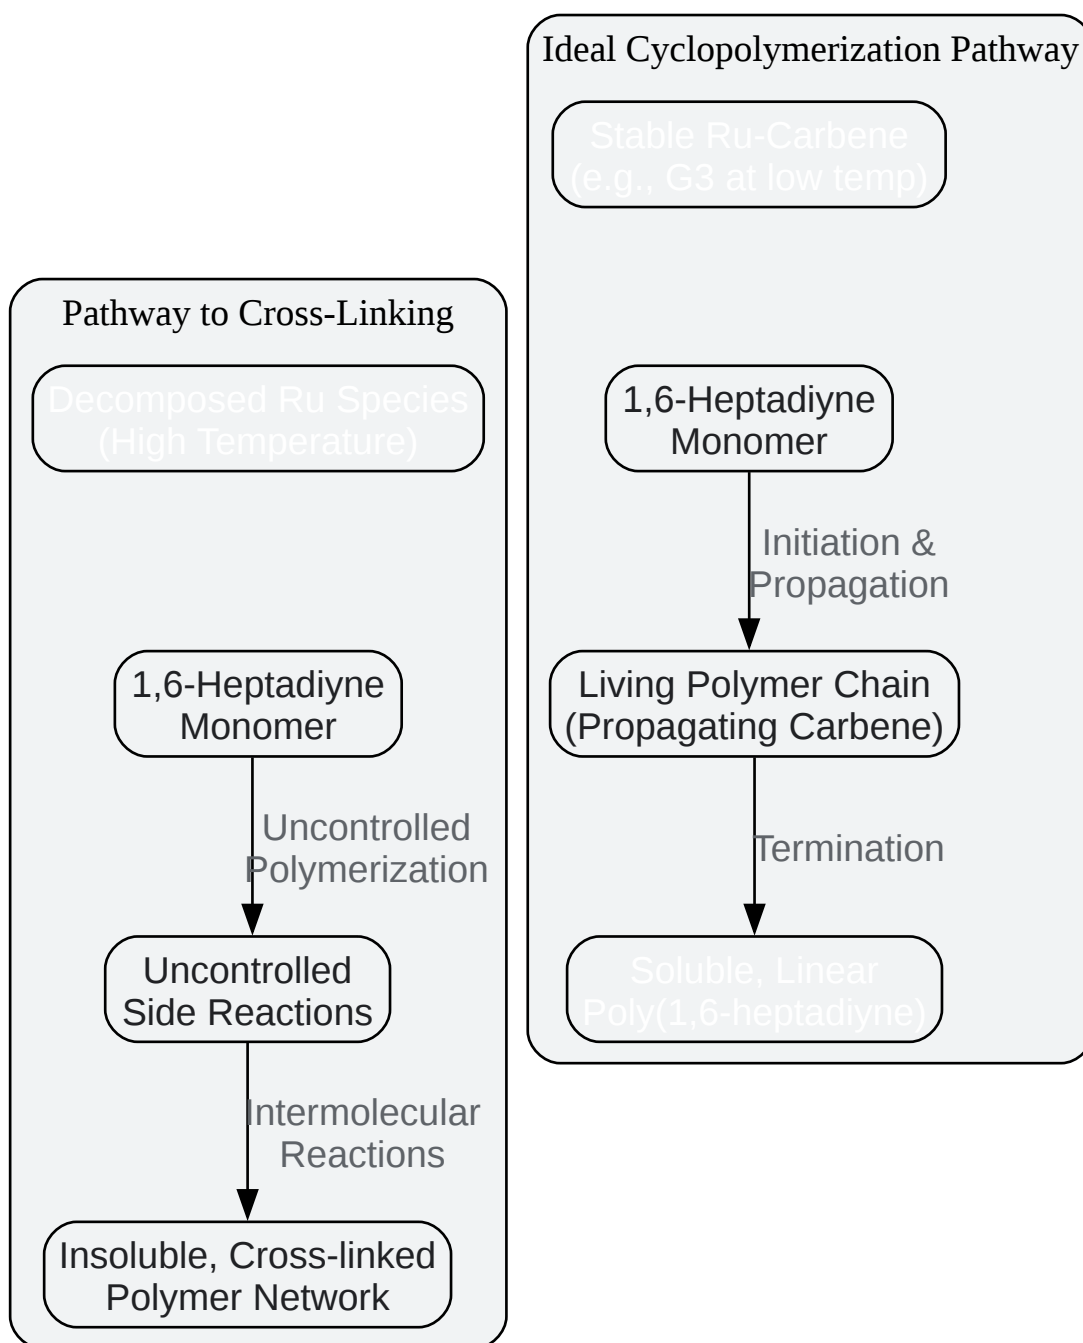 Ideal Cyclopolymerization Pathway
Stable Ru-Carbene
(e.g., G3 at low temp)
1,6-Heptadiyne
Monomer
Initiation &
Propagation
Living Polymer Chain
(Propagating Carbene)
Termination
Soluble, Linear
Poly(1,6-heptadiyne)
Pathway to Cross-Linking
Decomposed Ru Species
(High Temperature)
1,6-Heptadiyne
Monomer
Uncontrolled
Polymerization
Uncontrolled
Side Reactions
Intermolecular
Reactions
Insoluble, Cross-linked
Polymer Network